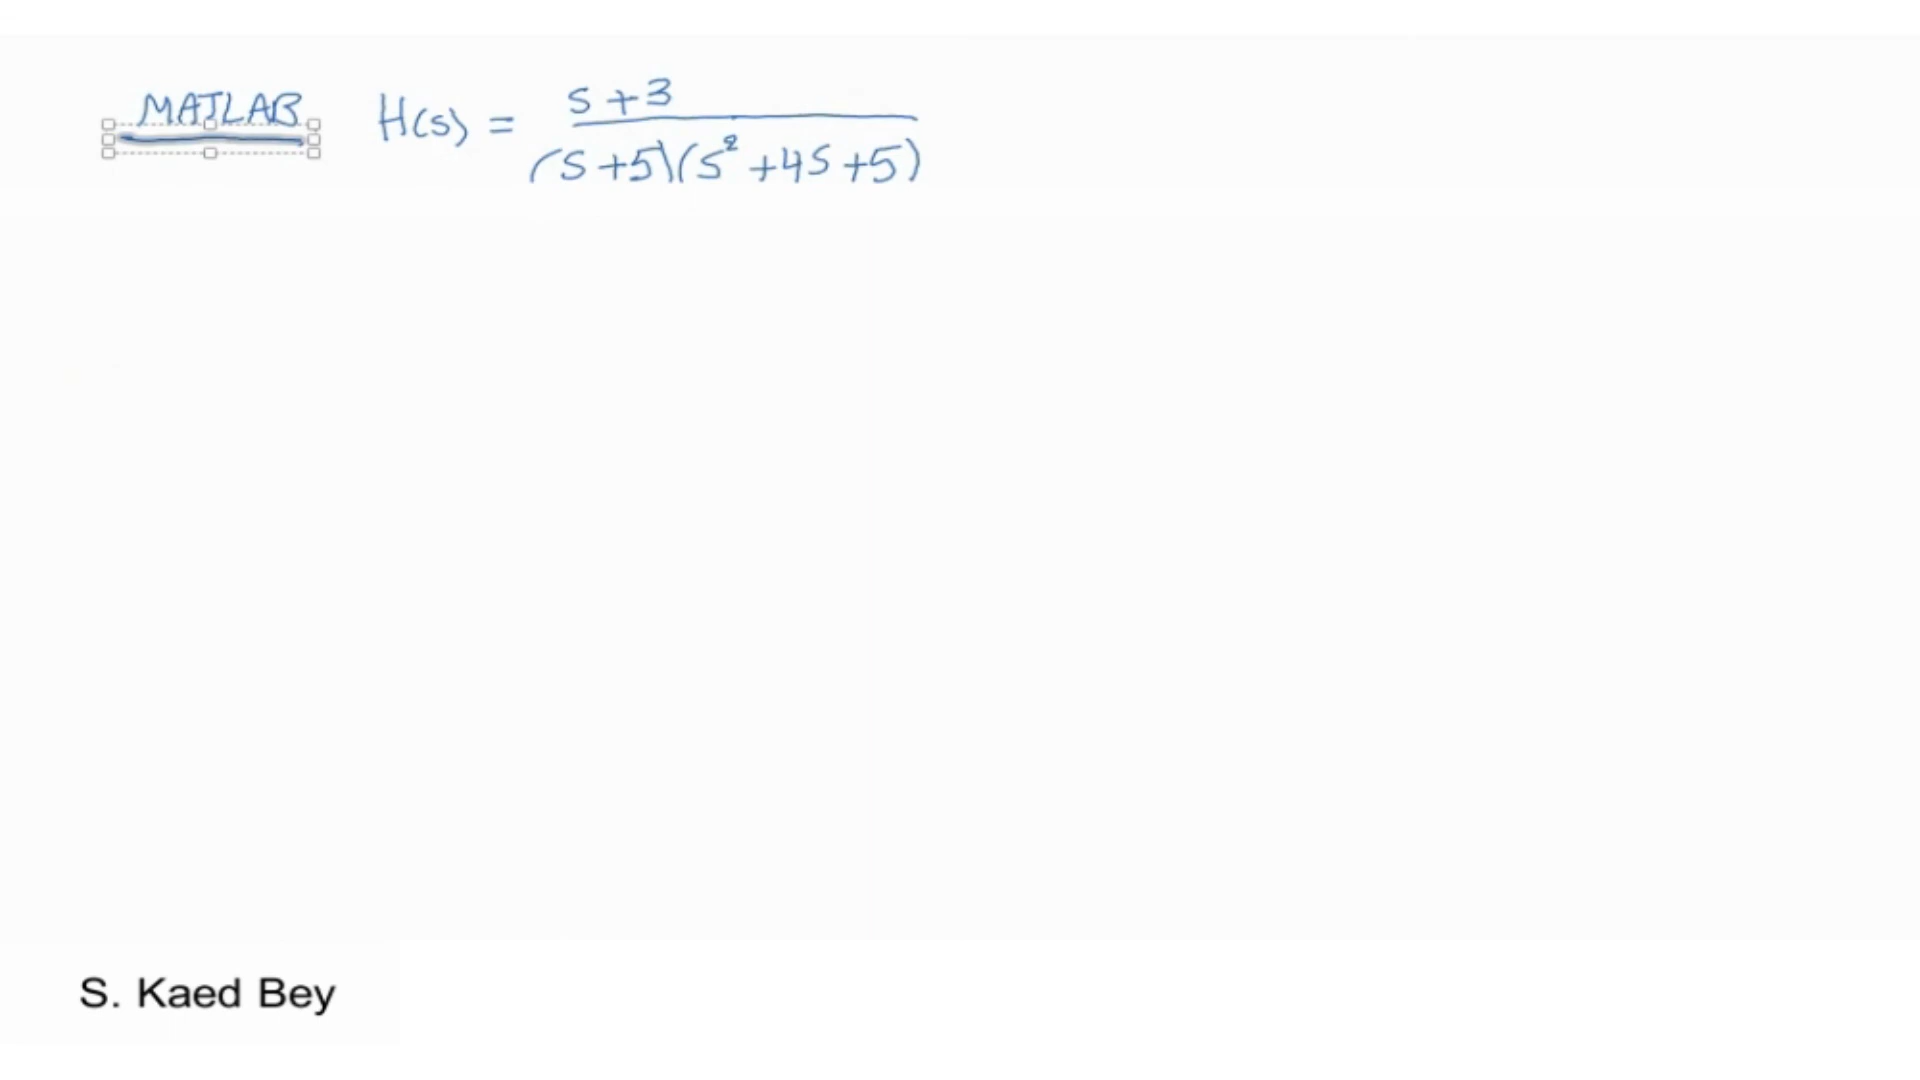 MATLAB H(s) = s+3
(s+5)(s²+4s+5)
S. Kaed Bey